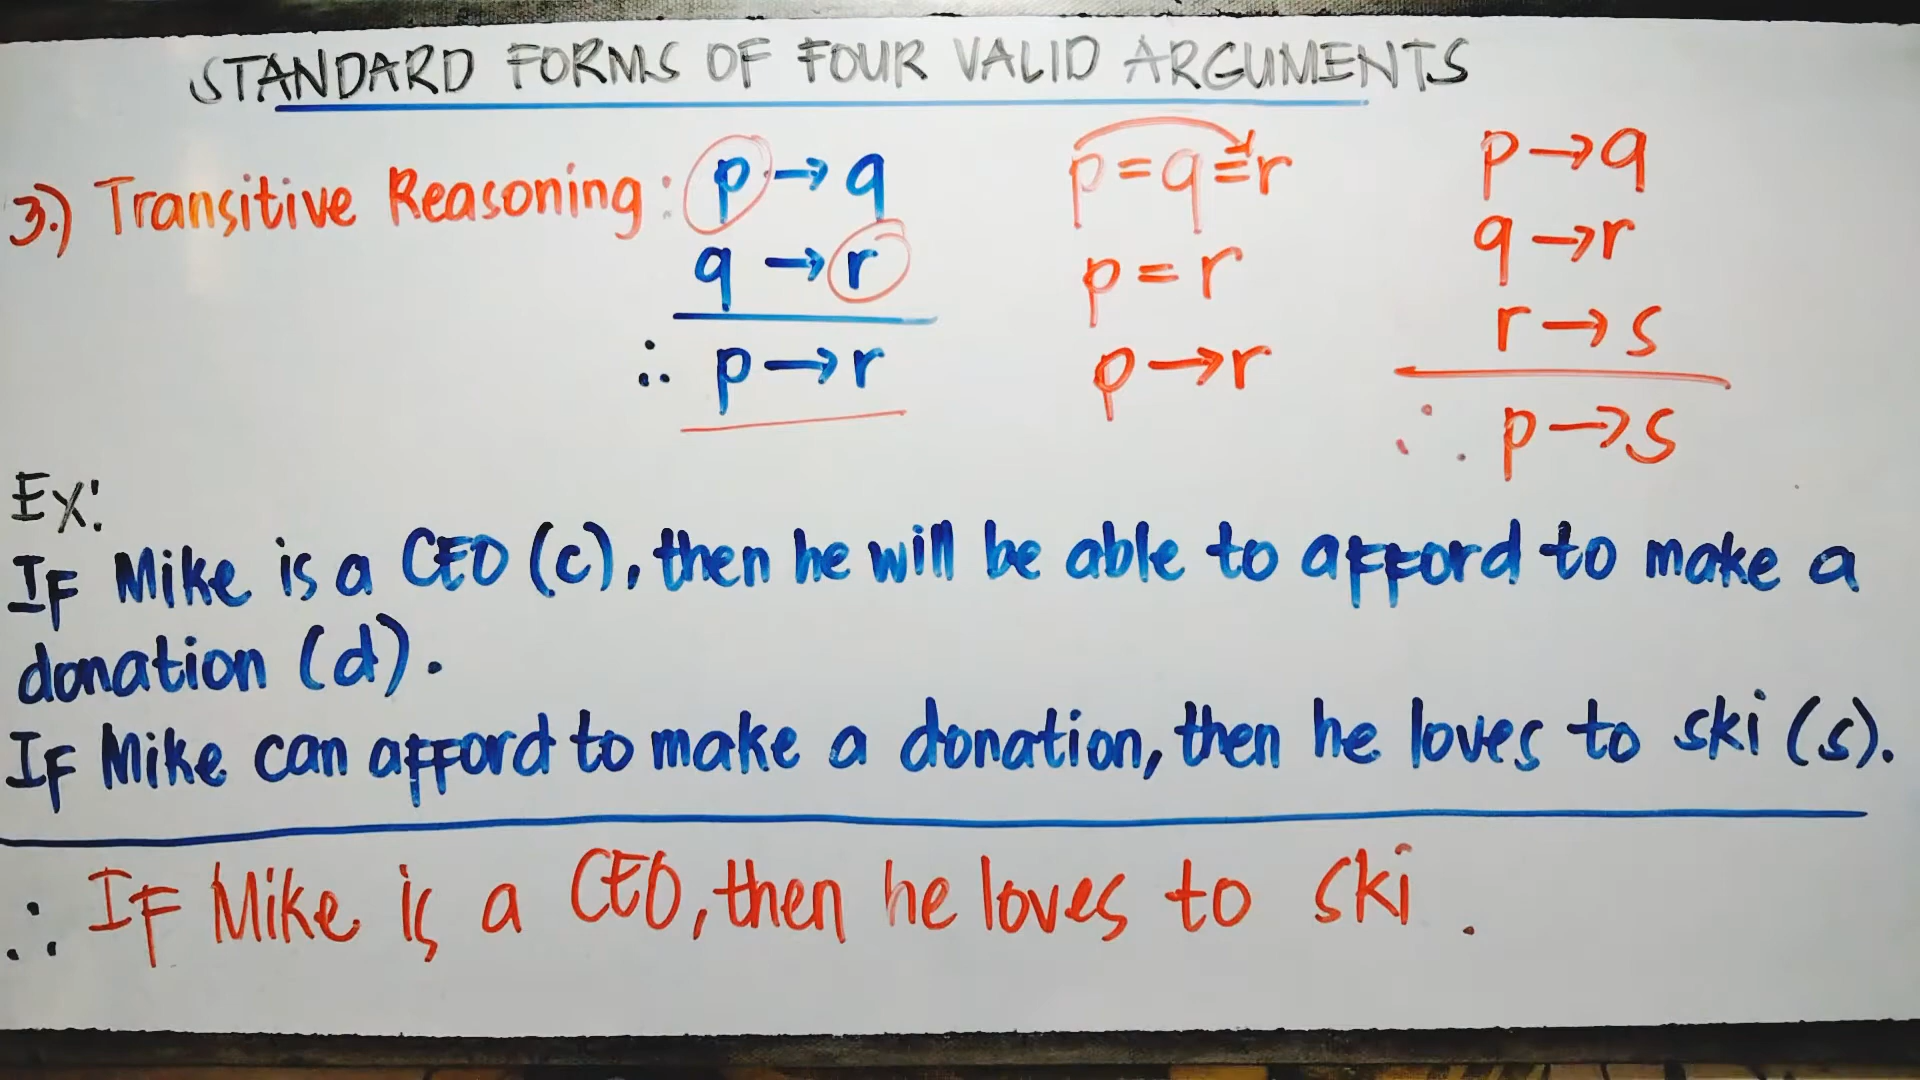 STANDARD FORMS OF FOUR VALID ARGUMENTS
3.) Transitive Reasoning:
p → q
q → r
∴ p → r
p = q = r
p = r
p → r
p → q
q → r
r → s
∴ p → s
Ex:
If Mike is a CEO (c), then he will be able to afford to make a
donation (d).
If Mike can afford to make a donation, then he loves to ski (s).
∴ If Mike is a CEO, then he loves to ski.